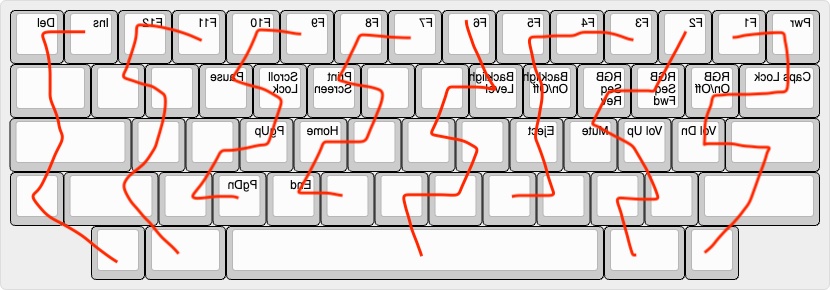 Del Ins F12 F11 F10 F9 F8 F7 F6 F5 F4 F3 F2 F1 Pwr
Pause Scroll Lock Print Screen Backligh Level Backligh On/Off RGB Seq Rev RGB Seq Fwd RGB On/Off Caps Lock
PgUp Home Eject Mute Vol Up Vol Dn
PgDn End